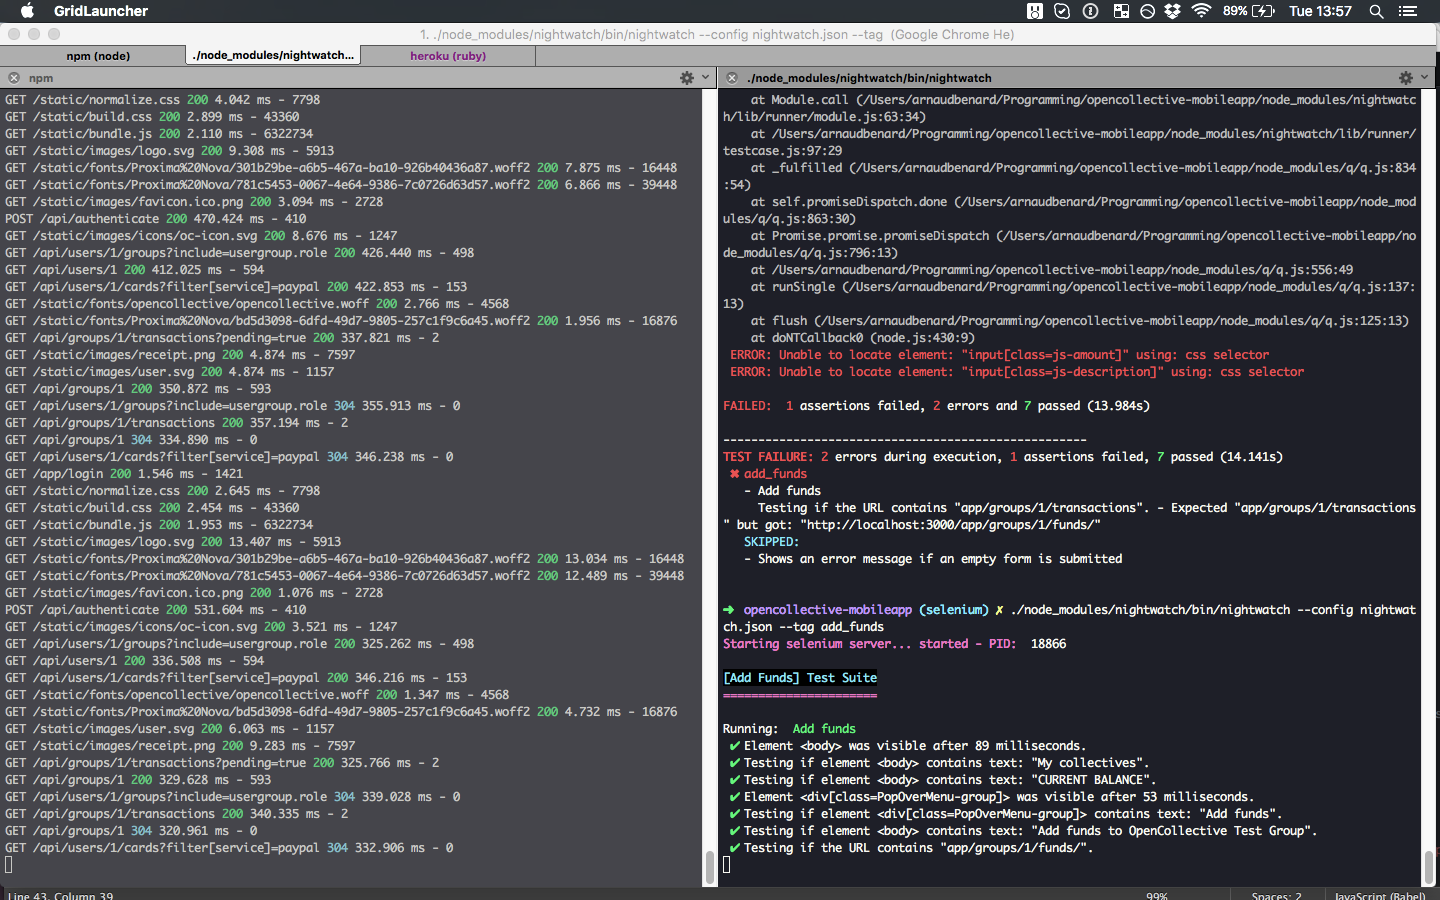 GridLauncher
89%
Tue 13:57
1. ./node_modules/nightwatch/bin/nightwatch --config nightwatch.json --tag  (Google Chrome He)
npm (node)
./node_modules/nightwatch...
heroku (ruby)
npm
GET /static/normalize.css 200 4.042 ms - 7798
GET /static/build.css 200 2.899 ms - 43360
GET /static/bundle.js 200 2.110 ms - 6322734
GET /static/images/logo.svg 200 9.308 ms - 5913
GET /static/fonts/Proxima%20Nova/301b29be-a6b5-467a-ba10-926b40436a87.woff2 200 7.875 ms - 16448
GET /static/fonts/Proxima%20Nova/781c5453-0067-4e64-9386-7c0726d63d57.woff2 200 6.866 ms - 39448
GET /static/images/favicon.ico.png 200 3.094 ms - 2728
POST /api/authenticate 200 470.424 ms - 410
GET /static/images/icons/oc-icon.svg 200 8.676 ms - 1247
GET /api/users/1/groups?include=usergroup.role 200 426.440 ms - 498
GET /api/users/1 200 412.025 ms - 594
GET /api/users/1/cards?filter[service]=paypal 200 422.853 ms - 153
GET /static/fonts/opencollective/opencollective.woff 200 2.766 ms - 4568
GET /static/fonts/Proxima%20Nova/bd5d3098-6dfd-49d7-9805-257c1f9c6a45.woff2 200 1.956 ms - 16876
GET /api/groups/1/transactions?pending=true 200 337.821 ms - 2
GET /static/images/receipt.png 200 4.874 ms - 7597
GET /static/images/user.svg 200 4.874 ms - 1157
GET /api/groups/1 200 350.872 ms - 593
GET /api/users/1/groups?include=usergroup.role 304 355.913 ms - 0
GET /api/groups/1/transactions 200 357.194 ms - 2
GET /api/groups/1 304 334.890 ms - 0
GET /api/users/1/cards?filter[service]=paypal 304 346.238 ms - 0
GET /app/login 200 1.546 ms - 1421
GET /static/normalize.css 200 2.645 ms - 7798
GET /static/build.css 200 2.454 ms - 43360
GET /static/bundle.js 200 1.953 ms - 6322734
GET /static/images/logo.svg 200 13.407 ms - 5913
GET /static/fonts/Proxima%20Nova/301b29be-a6b5-467a-ba10-926b40436a87.woff2 200 13.034 ms - 16448
GET /static/fonts/Proxima%20Nova/781c5453-0067-4e64-9386-7c0726d63d57.woff2 200 12.489 ms - 39448
GET /static/images/favicon.ico.png 200 1.076 ms - 2728
POST /api/authenticate 200 531.604 ms - 410
GET /static/images/icons/oc-icon.svg 200 3.521 ms - 1247
GET /api/users/1/groups?include=usergroup.role 200 325.262 ms - 498
GET /api/users/1 200 336.508 ms - 594
GET /api/users/1/cards?filter[service]=paypal 200 346.216 ms - 153
GET /static/fonts/opencollective/opencollective.woff 200 1.347 ms - 4568
GET /static/fonts/Proxima%20Nova/bd5d3098-6dfd-49d7-9805-257c1f9c6a45.woff2 200 4.732 ms - 16876
GET /static/images/user.svg 200 6.063 ms - 1157
GET /static/images/receipt.png 200 9.283 ms - 7597
GET /api/groups/1/transactions?pending=true 200 325.766 ms - 2
GET /api/groups/1 200 329.628 ms - 593
GET /api/users/1/groups?include=usergroup.role 304 339.028 ms - 0
GET /api/groups/1/transactions 200 340.335 ms - 2
GET /api/groups/1 304 320.961 ms - 0
GET /api/users/1/cards?filter[service]=paypal 304 332.906 ms - 0
./node_modules/nightwatch/bin/nightwatch
at Module.call (/Users/arnaudbenard/Programming/opencollective-mobileapp/node_modules/nightwatc
h/lib/runner/module.js:63:34)
at /Users/arnaudbenard/Programming/opencollective-mobileapp/node_modules/nightwatch/lib/runner/
testcase.js:97:29
at _fulfilled (/Users/arnaudbenard/Programming/opencollective-mobileapp/node_modules/q/q.js:834
:54)
at self.promiseDispatch.done (/Users/arnaudbenard/Programming/opencollective-mobileapp/node_mod
ules/q/q.js:863:30)
at Promise.promise.promiseDispatch (/Users/arnaudbenard/Programming/opencollective-mobileapp/no
de_modules/q/q.js:796:13)
at /Users/arnaudbenard/Programming/opencollective-mobileapp/node_modules/q/q.js:556:49
at runSingle (/Users/arnaudbenard/Programming/opencollective-mobileapp/node_modules/q/q.js:137:
13)
at flush (/Users/arnaudbenard/Programming/opencollective-mobileapp/node_modules/q/q.js:125:13)
at doNTCallback0 (node.js:430:9)
ERROR: Unable to locate element: "input[class=js-amount]" using: css selector
ERROR: Unable to locate element: "input[class=js-description]" using: css selector
FAILED:  1 assertions failed, 2 errors and 7 passed (13.984s)
----------------------------------------------------
TEST FAILURE: 2 errors during execution, 1 assertions failed, 7 passed (14.141s)
✖ add_funds
- Add funds
Testing if the URL contains "app/groups/1/transactions". - Expected "app/groups/1/transactions
" but got: "http://localhost:3000/app/groups/1/funds/"
SKIPPED:
- Shows an error message if an empty form is submitted
➜ opencollective-mobileapp (selenium) ✗ ./node_modules/nightwatch/bin/nightwatch --config nightwat
ch.json --tag add_funds
Starting selenium server... started - PID:  18866
[Add Funds] Test Suite
======================
Running:  Add funds
✔ Element <body> was visible after 89 milliseconds.
✔ Testing if element <body> contains text: "My collectives".
✔ Testing if element <body> contains text: "CURRENT BALANCE".
✔ Element <div[class=PopOverMenu-group]> was visible after 53 milliseconds.
✔ Testing if element <div[class=PopOverMenu-group]> contains text: "Add funds".
✔ Testing if element <body> contains text: "Add funds to OpenCollective Test Group".
✔ Testing if the URL contains "app/groups/1/funds/".
Line 43, Column 39
99%
Spaces: 2
JavaScript (Babel)